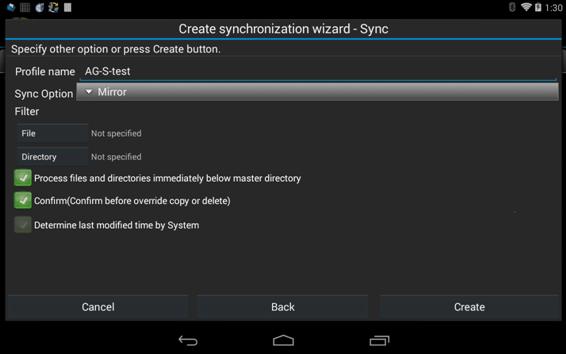 1:30
Create synchronization wizard - Sync
Specify other option or press Create button.
Profile name AG-S-test
Sync Option Mirror
Filter
File Not specified
Directory Not specified
Process files and directories immediately below master directory
Confirm(Confirm before override copy or delete)
Determine last modified time by System
Cancel Back Create